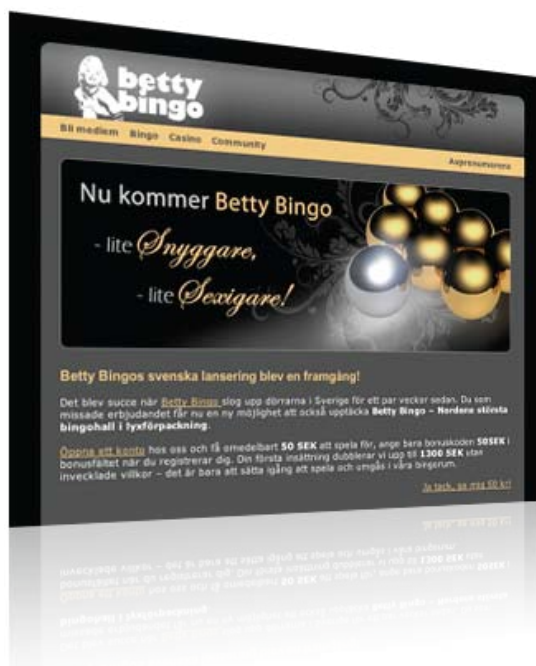 betty
bingo
Bli medlem Bingo Casino Community
Avprenumerera
Nu kommer Betty Bingo
- lite Snyggare,
- lite Sexigare!
Betty Bingos svenska lansering blev en framgång!
Det blev succe när Betty Bingo slog upp dörrarna i Sverige för ett par veckor sedan. Du som
missade erbjudandet får nu en ny möjlighet att också upptäcka Betty Bingo – Nordens största
bingohall i lyxförpackning.
Öppna ett konto hos oss och få omedelbart 50 SEK att spela för, ange bara bonuskoden 50SEK i
bonusfältet när du registrerar dig. Din första insättning dubblerar vi upp till 1300 SEK utan
invecklade villkor – det är bara att sätta igång att spela och umgås i våra bingorum.
Ja tack, ge mig 50 kr!